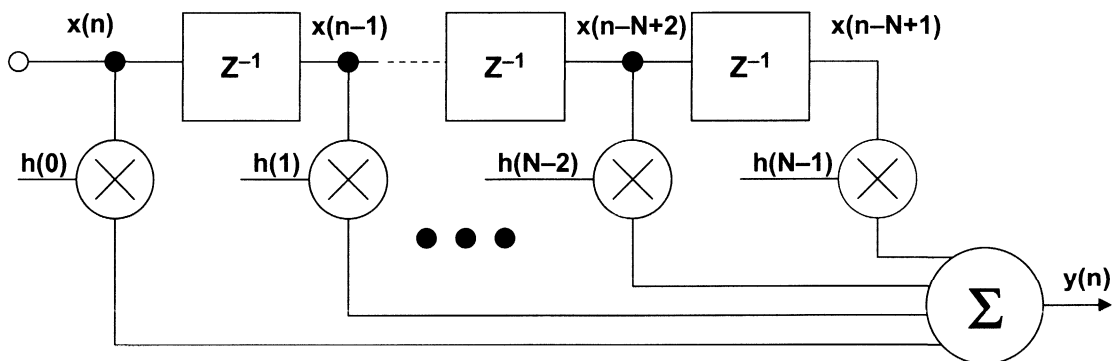 x(n) x(n–1) x(n–N+2) x(n–N+1)
Z⁻¹ Z⁻¹ Z⁻¹
h(0) h(1) h(N–2) h(N–1)
y(n)
Σ